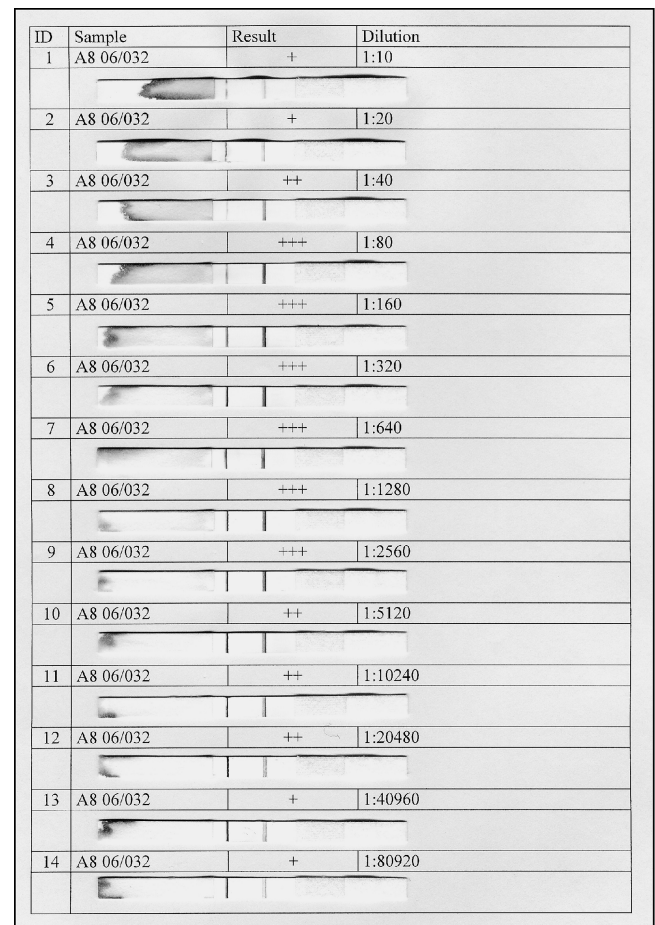 ID Sample Result Dilution
1 A8 06/032 + 1:10
2 A8 06/032 + 1:20
3 A8 06/032 ++ 1:40
4 A8 06/032 +++ 1:80
5 A8 06/032 +++ 1:160
6 A8 06/032 +++ 1:320
7 A8 06/032 +++ 1:640
8 A8 06/032 +++ 1:1280
9 A8 06/032 +++ 1:2560
10 A8 06/032 ++ 1:5120
11 A8 06/032 ++ 1:10240
12 A8 06/032 ++ 1:20480
13 A8 06/032 + 1:40960
14 A8 06/032 + 1:80920